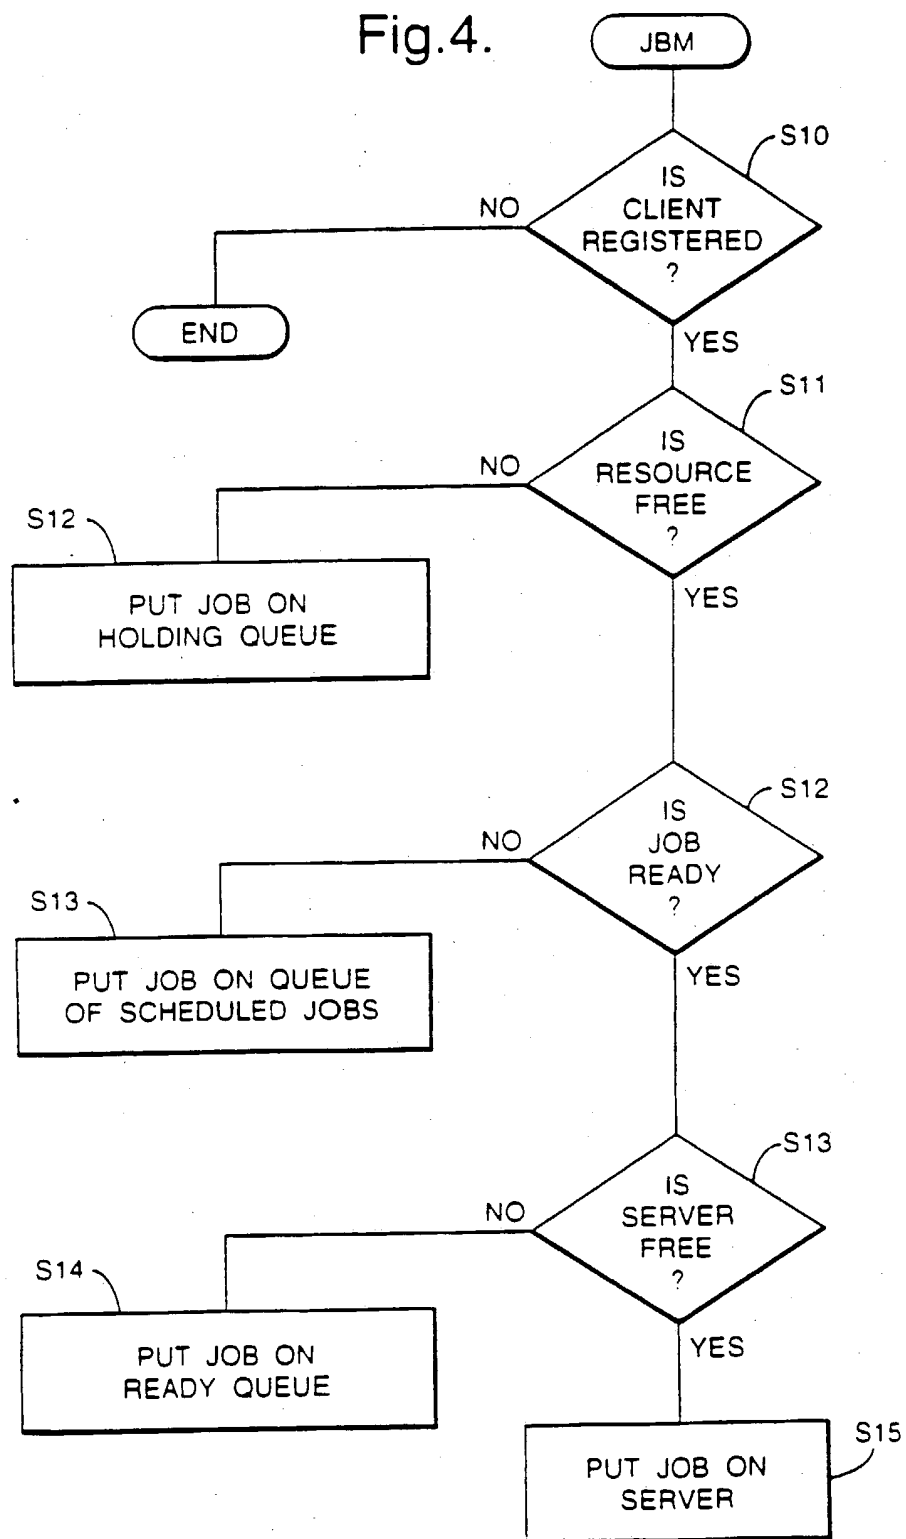 Fig.4.
JBM
S10
IS
CLIENT
REGISTERED
?
NO
END
YES
S11
IS
RESOURCE
FREE
?
NO
S12
PUT JOB ON
HOLDING QUEUE
YES
S12
IS
JOB
READY
?
NO
S13
PUT JOB ON QUEUE
OF SCHEDULED JOBS
YES
S13
IS
SERVER
FREE
?
NO
S14
PUT JOB ON
READY QUEUE
YES
S15
PUT JOB ON
SERVER